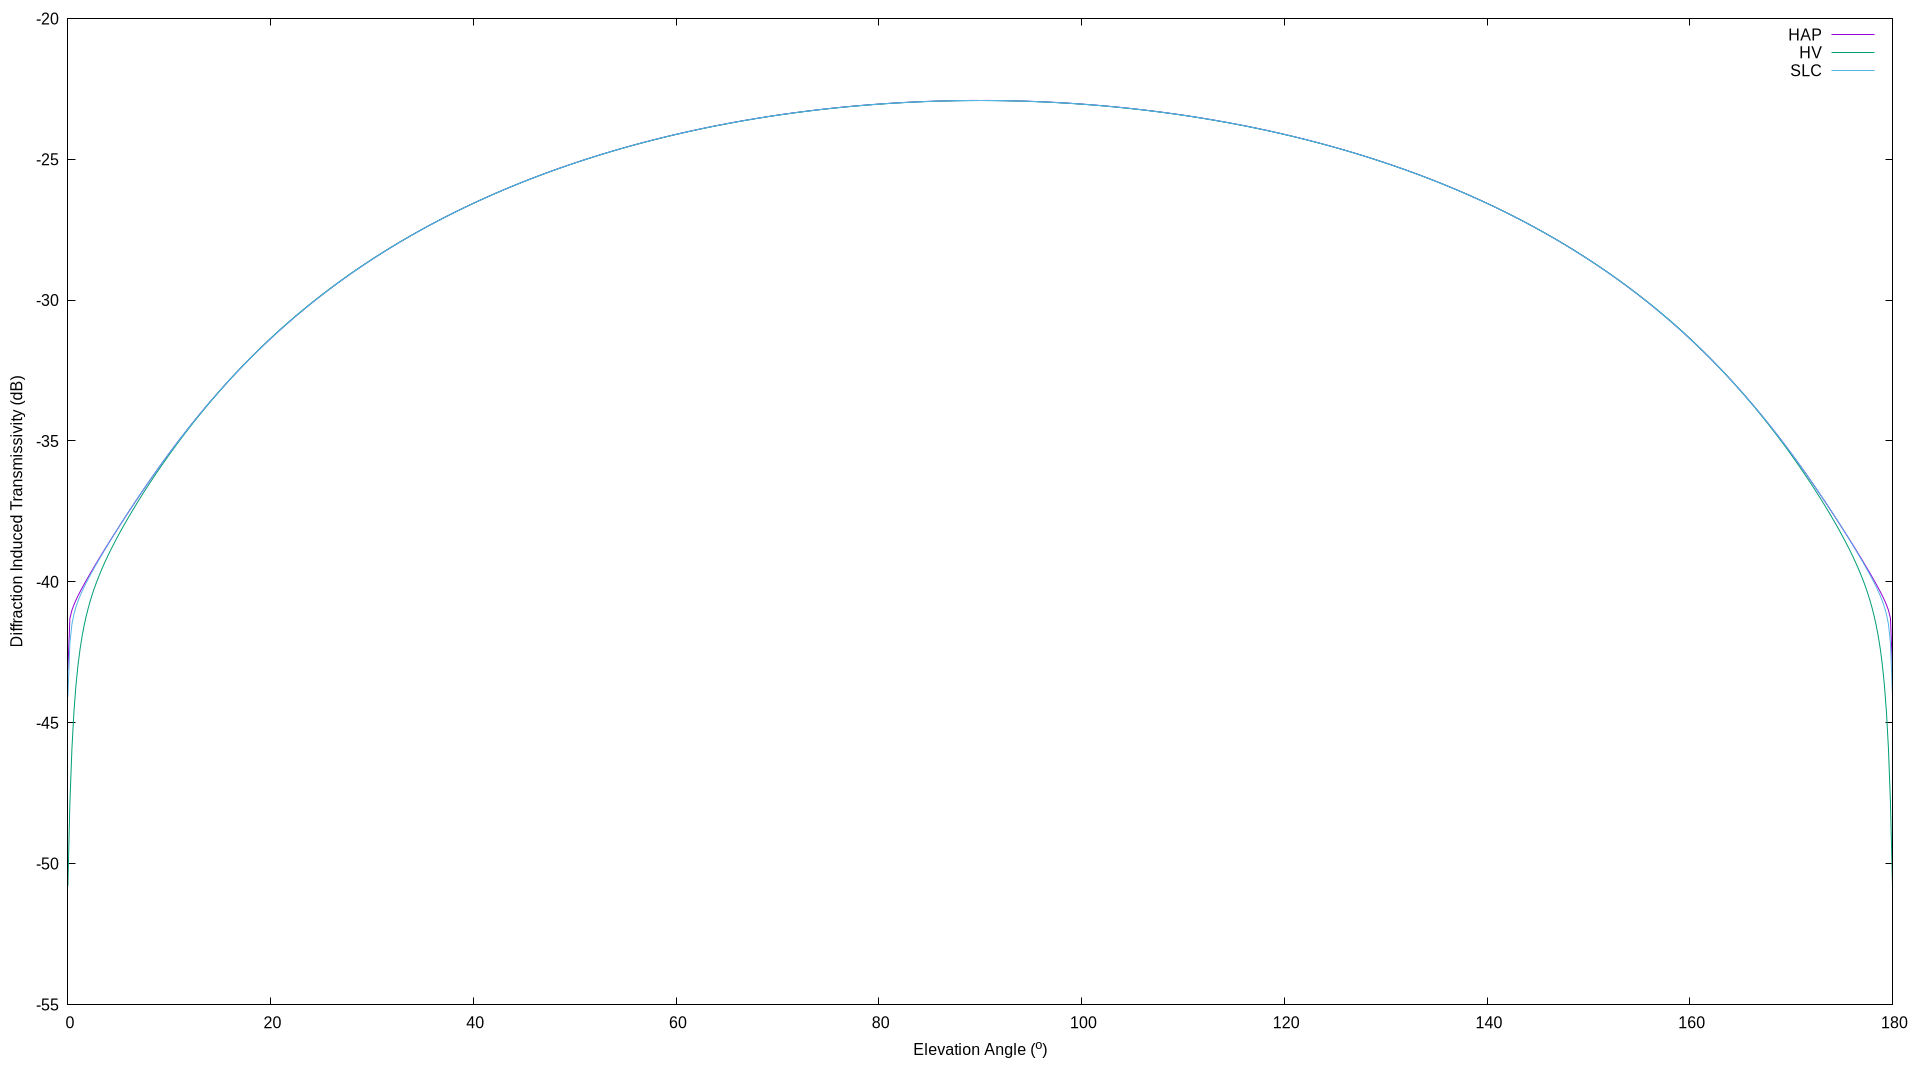 HAP
HV
SLC
-20
-25
-30
-35
-40
-45
-50
-55
Diffraction Induced Transmissivity (dB)
0 20 40 60 80 100 120 140 160 180
Elevation Angle (º)